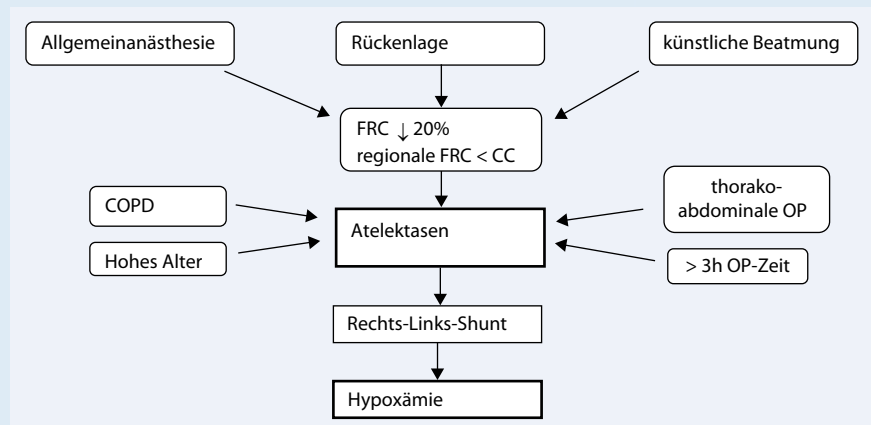 Allgemeinanästhesie
Rückenlage
künstliche Beatmung
FRC ↓ 20%
regionale FRC < CC
COPD
Hohes Alter
Atelektasen
thorako-
abdominale OP
> 3h OP-Zeit
Rechts-Links-Shunt
Hypoxämie